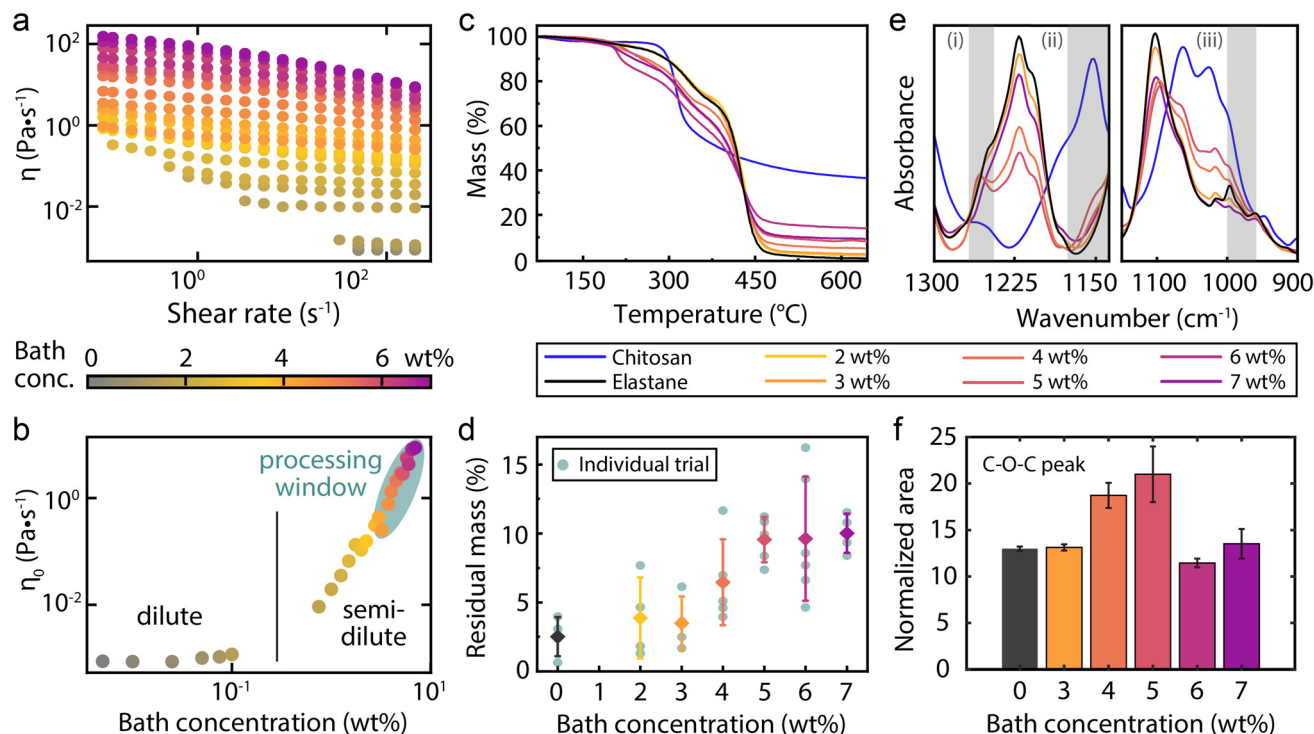 a
η (Pa•s⁻¹)
10²
10⁰
10⁻²
10⁰
10²
Shear rate (s⁻¹)
Bath conc.
0
2
4
6
wt%
b
η₀ (Pa•s⁻¹)
10⁰
10⁻²
processing
window
dilute
semi-
dilute
10⁻¹
10¹
Bath concentration (wt%)
c
Mass (%)
100
80
60
40
20
0
150
300
450
600
Temperature (°C)
e
Absorbance
(i)
(ii)
(iii)
1300
1225
1150
1100
1000
900
Wavenumber (cm⁻¹)
Chitosan
2 wt%
4 wt%
6 wt%
Elastane
3 wt%
5 wt%
7 wt%
d
Residual mass (%)
15
10
5
0
Individual trial
0
1
2
3
4
5
6
7
Bath concentration (wt%)
f
Normalized area
25
20
15
10
5
0
C-O-C peak
0
3
4
5
6
7
Bath concentration (wt%)